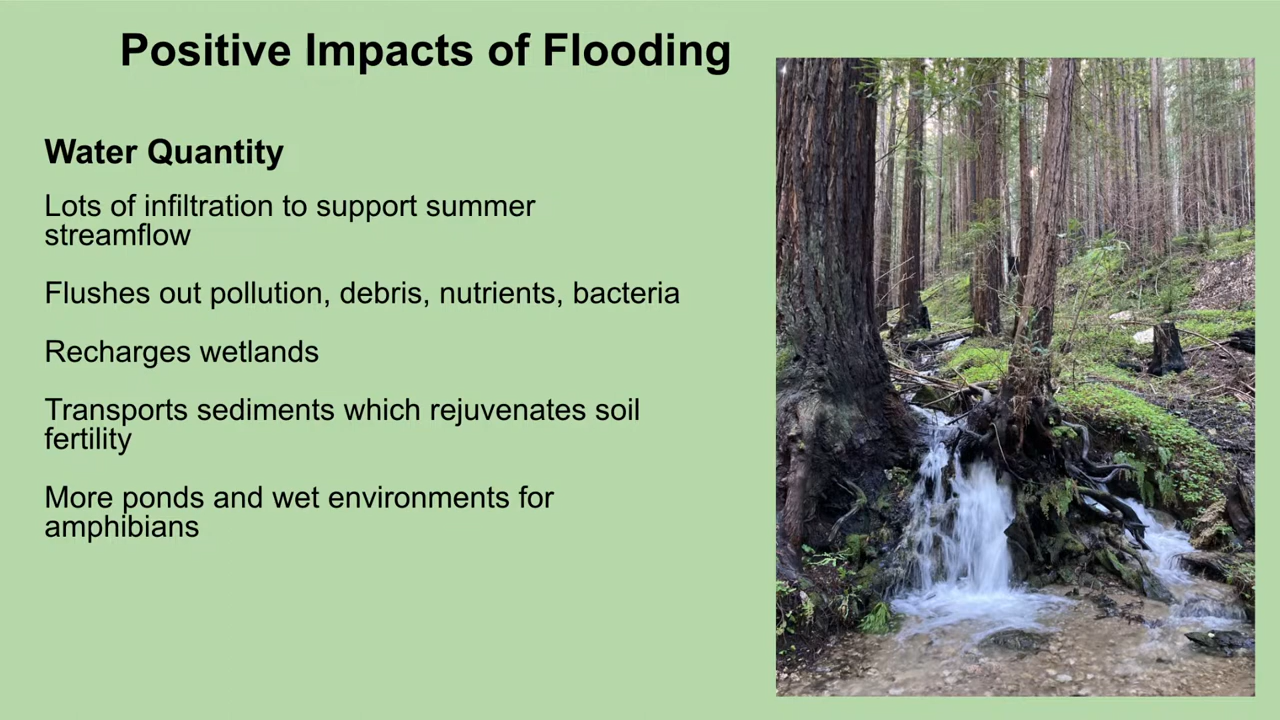 Positive Impacts of Flooding
Water Quantity
Lots of infiltration to support summer
streamflow
Flushes out pollution, debris, nutrients, bacteria
Recharges wetlands
Transports sediments which rejuvenates soil
fertility
More ponds and wet environments for
amphibians